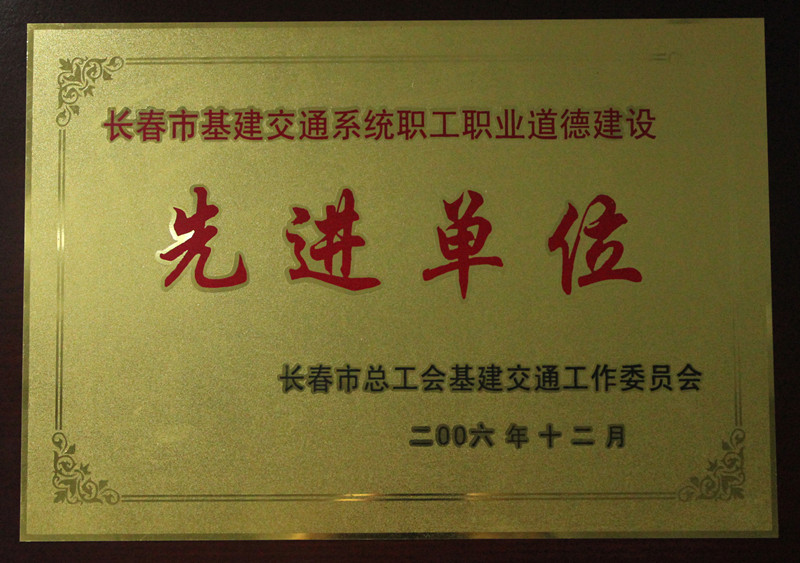 长春市基建交通系统职工职业道德建设
先进单位
长春市总工会基建交通工作委员会
二00六年十二月